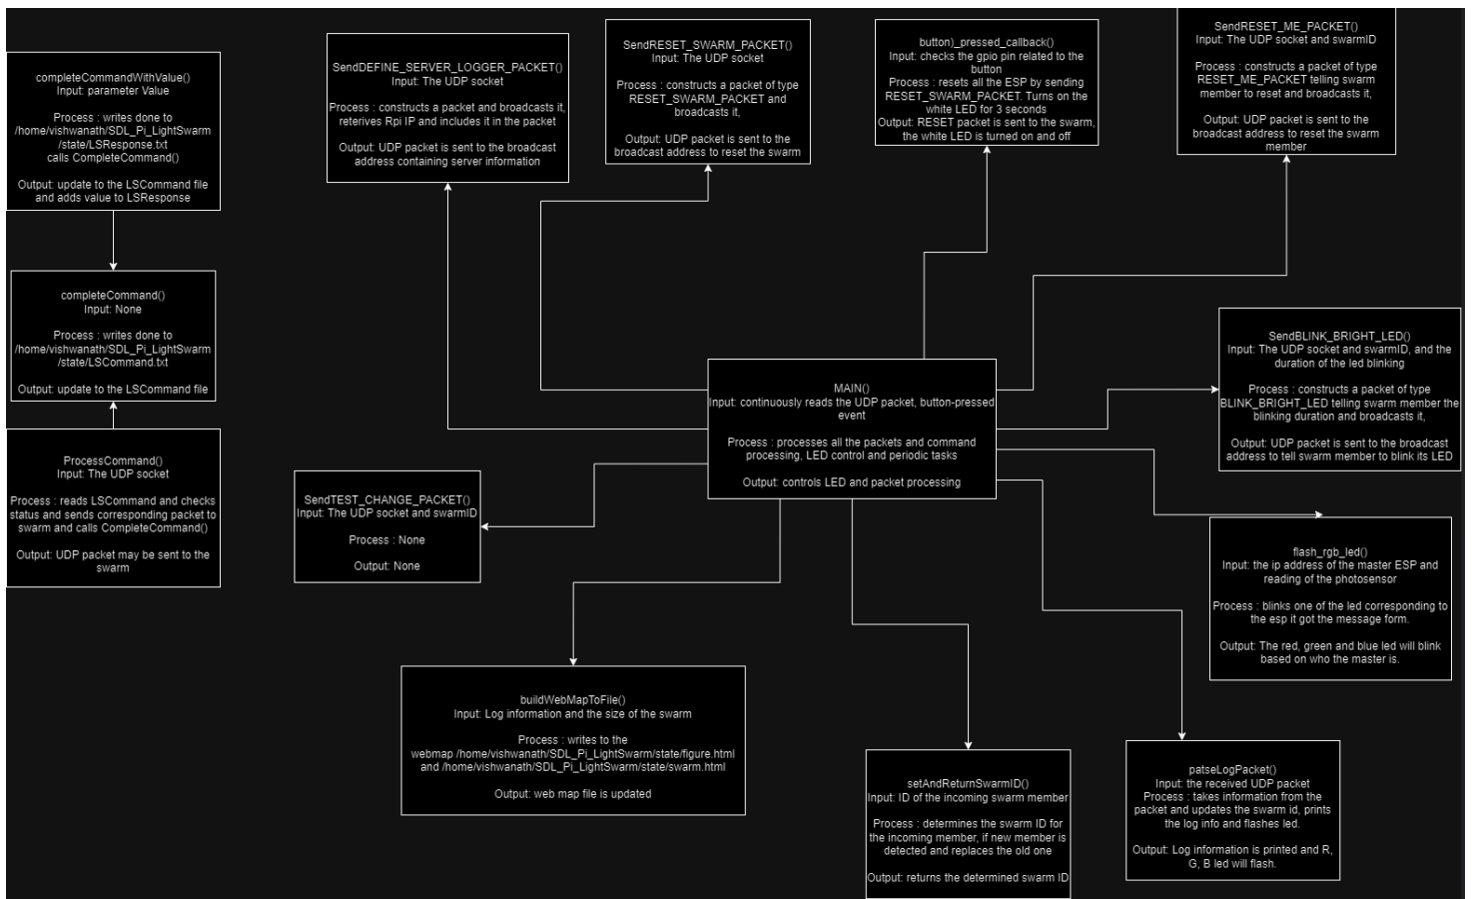 completeCommandWithValue()
Input: parameter Value
Process : writes done to
/home/vishwanath/SDL_Pi_LightSwarm
/state/LSResponse.txt
calls CompleteCommand()
Output: update to the LSCommand file
and adds value to LSResponse
completeCommand()
Input: None
Process : writes done to
/home/vishwanath/SDL_Pi_LightSwarm
/state/LSCommand.txt
Output: update to the LSCommand file
ProcessCommand()
Input: The UDP socket
Process : reads LSCommand and checks
status and sends corresponding packet to
swarm and calls CompleteCommand()
Output: UDP packet may be sent to the
swarm
SendDEFINE_SERVER_LOGGER_PACKET()
Input: The UDP socket
Process : constructs a packet and broadcasts it,
reterives Rpi IP and includes it in the packet
Output: UDP packet is sent to the broadcast
address containing server information
SendRESET_SWARM_PACKET()
Input: The UDP socket
Process : constructs a packet of type
RESET_SWARM_PACKET and
broadcasts it,
Output: UDP packet is sent to the
broadcast address to reset the swarm
button)_pressed_callback()
Input: checks the gpio pin related to the
button
Process : resets all the ESP by sending
RESET_SWARM_PACKET. Turns on the
white LED for 3 seconds
Output: RESET packet is sent to the swarm,
the white LED is turned on and off
SendRESET_ME_PACKET()
Input: The UDP socket and swarmID
Process : constructs a packet of type
RESET_ME_PACKET telling swarm
member to reset and broadcasts it,
Output: UDP packet is sent to the
broadcast address to reset the swarm
member
MAIN()
Input: continuously reads the UDP packet, button-pressed
event
Process : processes all the packets and command
processing, LED control and periodic tasks
Output: controls LED and packet processing
SendBLINK_BRIGHT_LED()
Input: The UDP socket and swarmID, and the
duration of the led blinking
Process : constructs a packet of type
BLINK_BRIGHT_LED telling swarm member the
blinking duration and broadcasts it,
Output: UDP packet is sent to the broadcast
address to tell swarm member to blink its LED
SendTEST_CHANGE_PACKET()
Input: The UDP socket and swarmID
Process : None
Output: None
flash_rgb_led()
Input: the ip address of the master ESP and
reading of the photosensor
Process : blinks one of the led corresponding to
the esp it got the message form.
Output: The red, green and blue led will blink
based on who the master is.
buildWebMapToFile()
Input: Log information and the size of the swarm
Process : writes to the
webmap /home/vishwanath/SDL_Pi_LightSwarm/state/figure.html
and /home/vishwanath/SDL_Pi_LightSwarm/state/swarm.html
Output: web map file is updated
setAndReturnSwarmID()
Input: ID of the incoming swarm member
Process : determines the swarm ID for
the incoming member, if new member is
detected and replaces the old one
Output: returns the determined swarm ID
patseLogPacket()
Input: the received UDP packet
Process : takes information from the
packet and updates the swarm id, prints
the log info and flashes led.
Output: Log information is printed and R,
G, B led will flash.